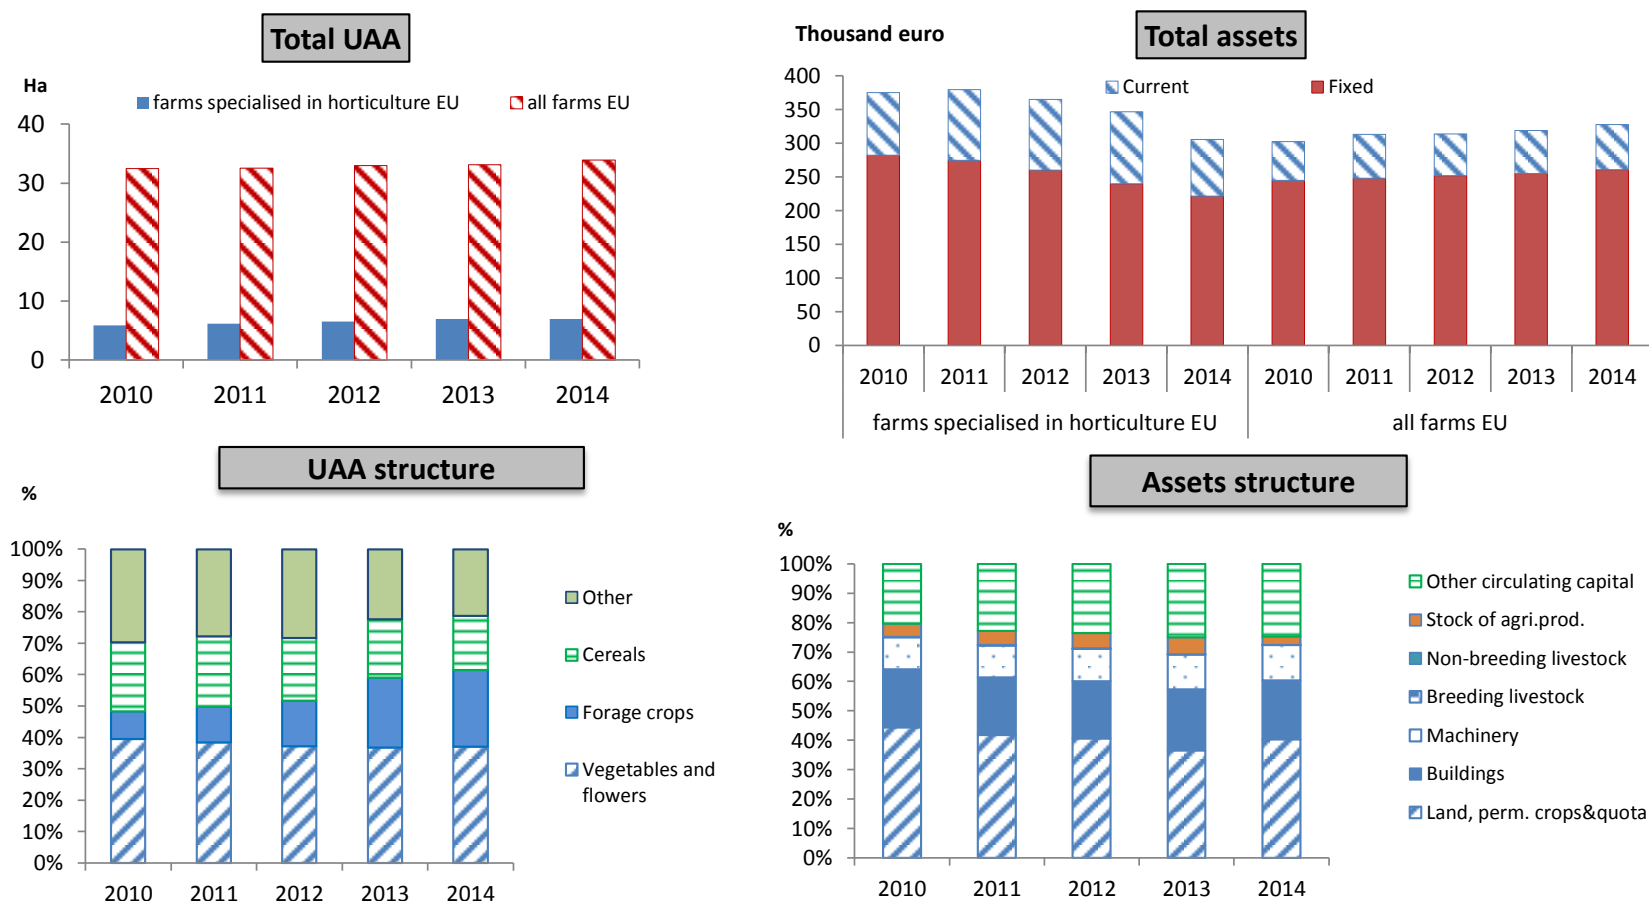 Total UAA
Ha
farms specialised in horticulture EU
all farms EU
40
30
20
10
0
2010 2011 2012 2013 2014
Thousand euro
Total assets
Current
Fixed
400
350
300
250
200
150
100
50
0
2010 2011 2012 2013 2014 2010 2011 2012 2013 2014
farms specialised in horticulture EU
all farms EU
UAA structure
%
100%
90%
80%
70%
60%
50%
40%
30%
20%
10%
0%
2010 2011 2012 2013 2014
Other
Cereals
Forage crops
Vegetables and
flowers
Assets structure
%
100%
90%
80%
70%
60%
50%
40%
30%
20%
10%
0%
2010 2011 2012 2013 2014
Other circulating capital
Stock of agri.prod.
Non-breeding livestock
Breeding livestock
Machinery
Buildings
Land, perm. crops&quota